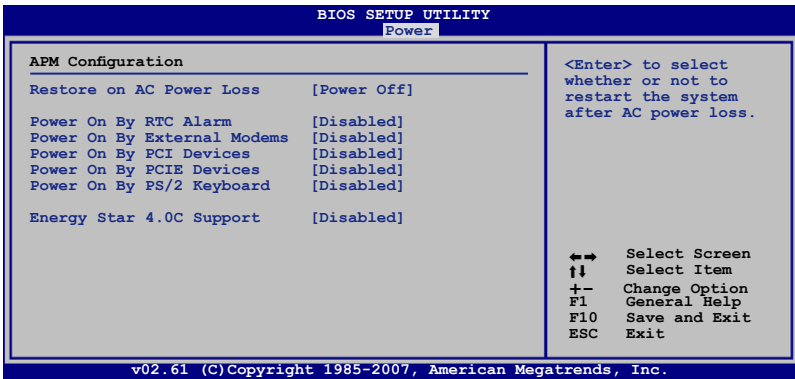 BIOS SETUP UTILITY
Power
APM Configuration
Restore on AC Power Loss [Power Off]
Power On By RTC Alarm [Disabled]
Power On By External Modems [Disabled]
Power On By PCI Devices [Disabled]
Power On By PCIE Devices [Disabled]
Power On By PS/2 Keyboard [Disabled]
Energy Star 4.0C Support [Disabled]
<Enter> to select
whether or not to
restart the system
after AC power loss.
←→ Select Screen
↑↓ Select Item
+- Change Option
F1 General Help
F10 Save and Exit
ESC Exit
v02.61 (C)Copyright 1985-2007, American Megatrends, Inc.